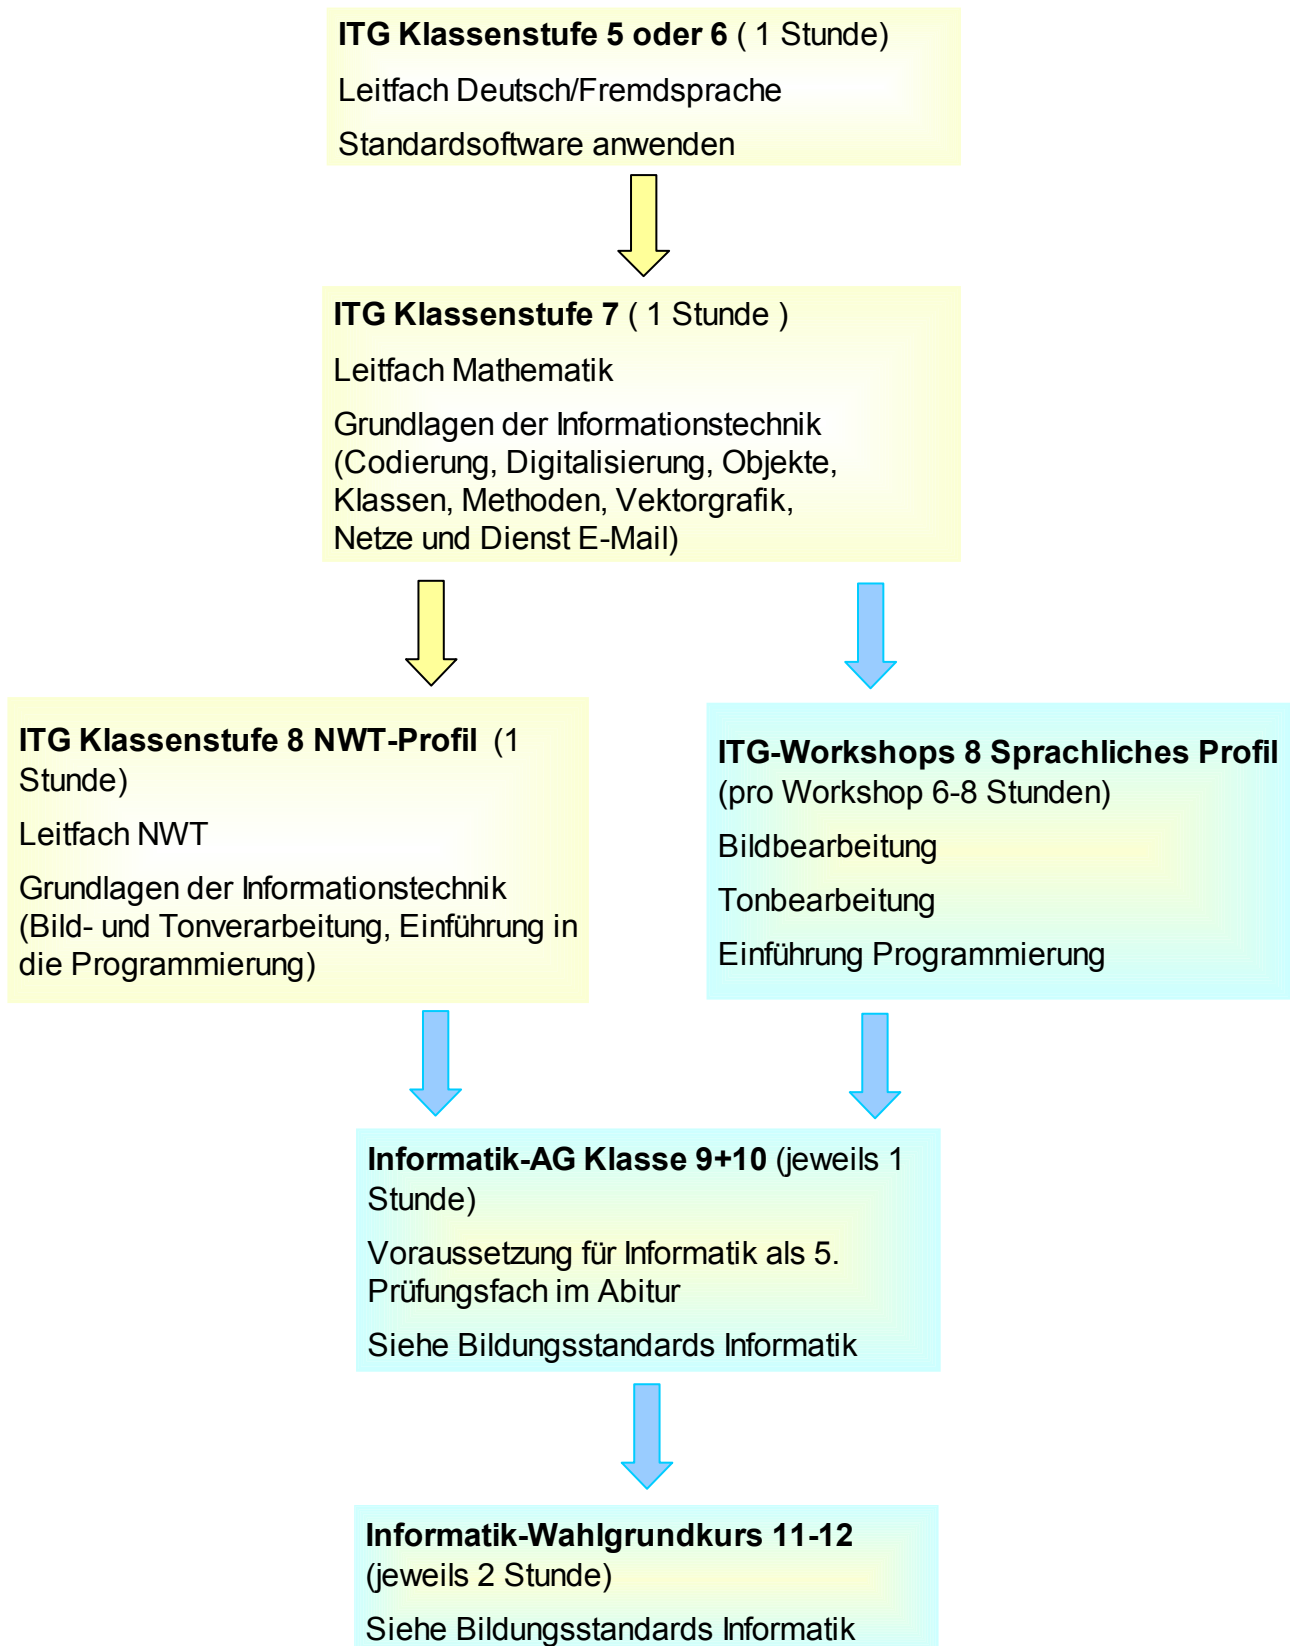 ITG Klassenstufe 5 oder 6 ( 1 Stunde)
Leitfach Deutsch/Fremdsprache
Standardsoftware anwenden
ITG Klassenstufe 7 ( 1 Stunde )
Leitfach Mathematik
Grundlagen der Informationstechnik
(Codierung, Digitalisierung, Objekte,
Klassen, Methoden, Vektorgrafik,
Netze und Dienst E-Mail)
ITG Klassenstufe 8 NWT-Profil (1
Stunde)
Leitfach NWT
Grundlagen der Informationstechnik
(Bild- und Tonverarbeitung, Einführung in
die Programmierung)
ITG-Workshops 8 Sprachliches Profil
(pro Workshop 6-8 Stunden)
Bildbearbeitung
Tonbearbeitung
Einführung Programmierung
Informatik-AG Klasse 9+10 (jeweils 1
Stunde)
Voraussetzung für Informatik als 5.
Prüfungsfach im Abitur
Siehe Bildungsstandards Informatik
Informatik-Wahlgrundkurs 11-12
(jeweils 2 Stunde)
Siehe Bildungsstandards Informatik